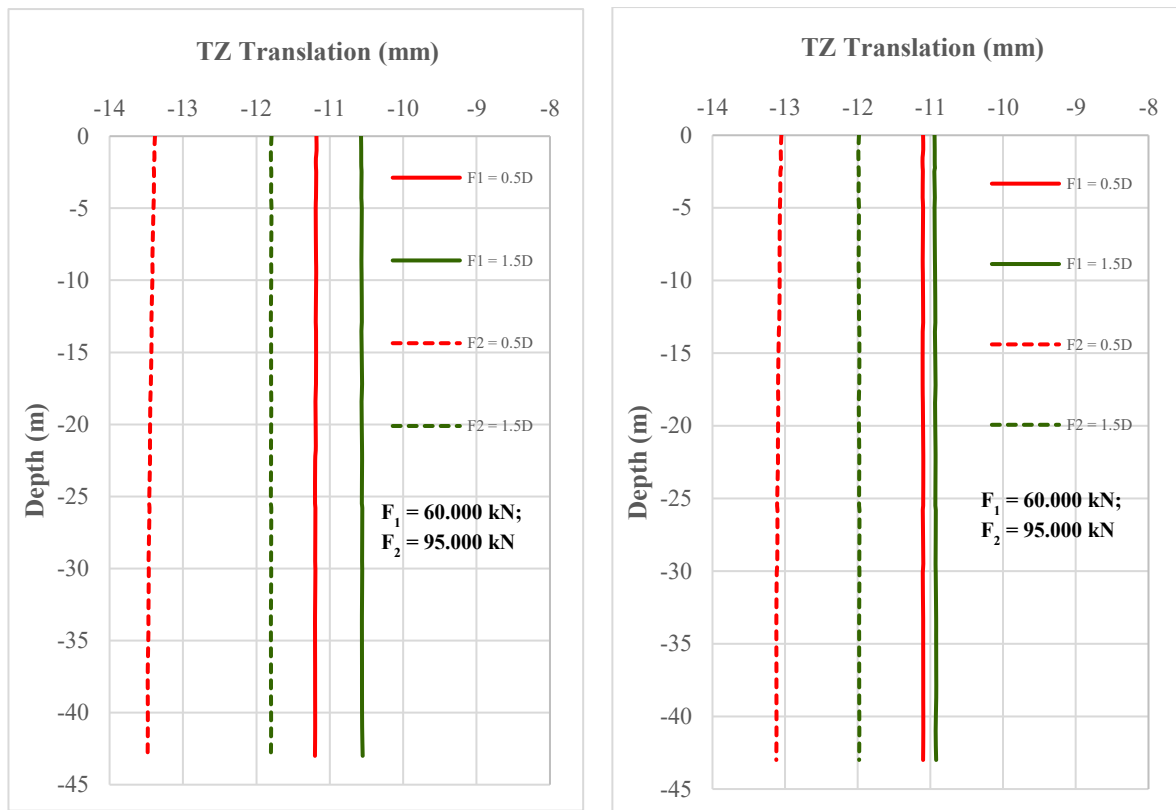 TZ Translation (mm)
-14 -13 -12 -11 -10 -9 -8
0
-5
-10
-15
-20
-25
-30
-35
-40
-45
Depth (m)
F1 = 0.5D
F1 = 1.5D
F2 = 0.5D
F2 = 1.5D
F₁ = 60.000 kN;
F₂ = 95.000 kN
TZ Translation (mm)
-14 -13 -12 -11 -10 -9 -8
0
-5
-10
-15
-20
-25
-30
-35
-40
-45
Depth (m)
F1 = 0.5D
F1 = 1.5D
F2 = 0.5D
F2 = 1.5D
F₁ = 60.000 kN;
F₂ = 95.000 kN